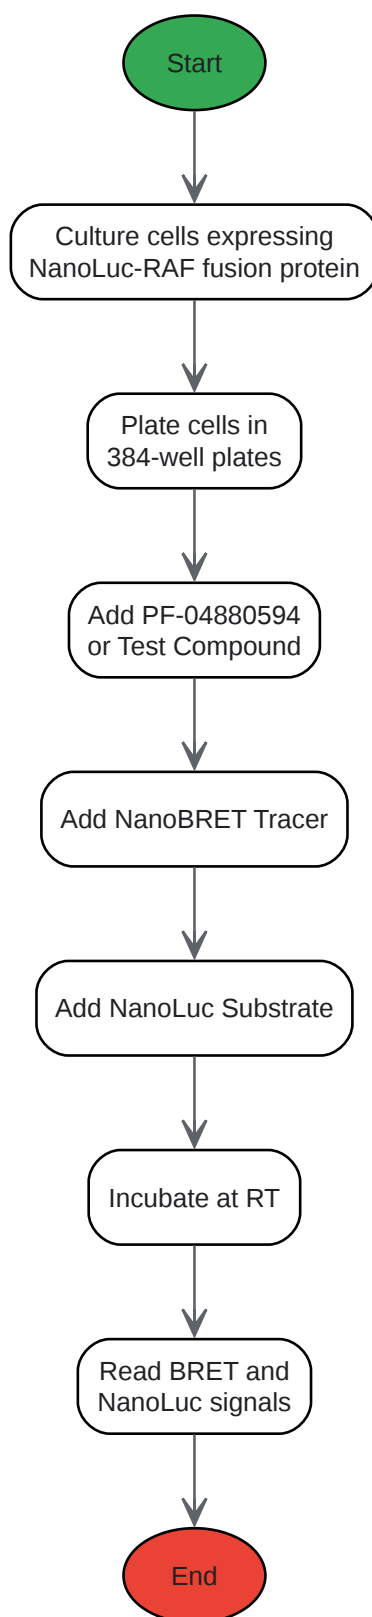 Start
Culture cells expressing
NanoLuc-RAF fusion protein
Plate cells in
384-well plates
Add PF-04880594
or Test Compound
Add NanoBRET Tracer
Add NanoLuc Substrate
Incubate at RT
Read BRET and
NanoLuc signals
End